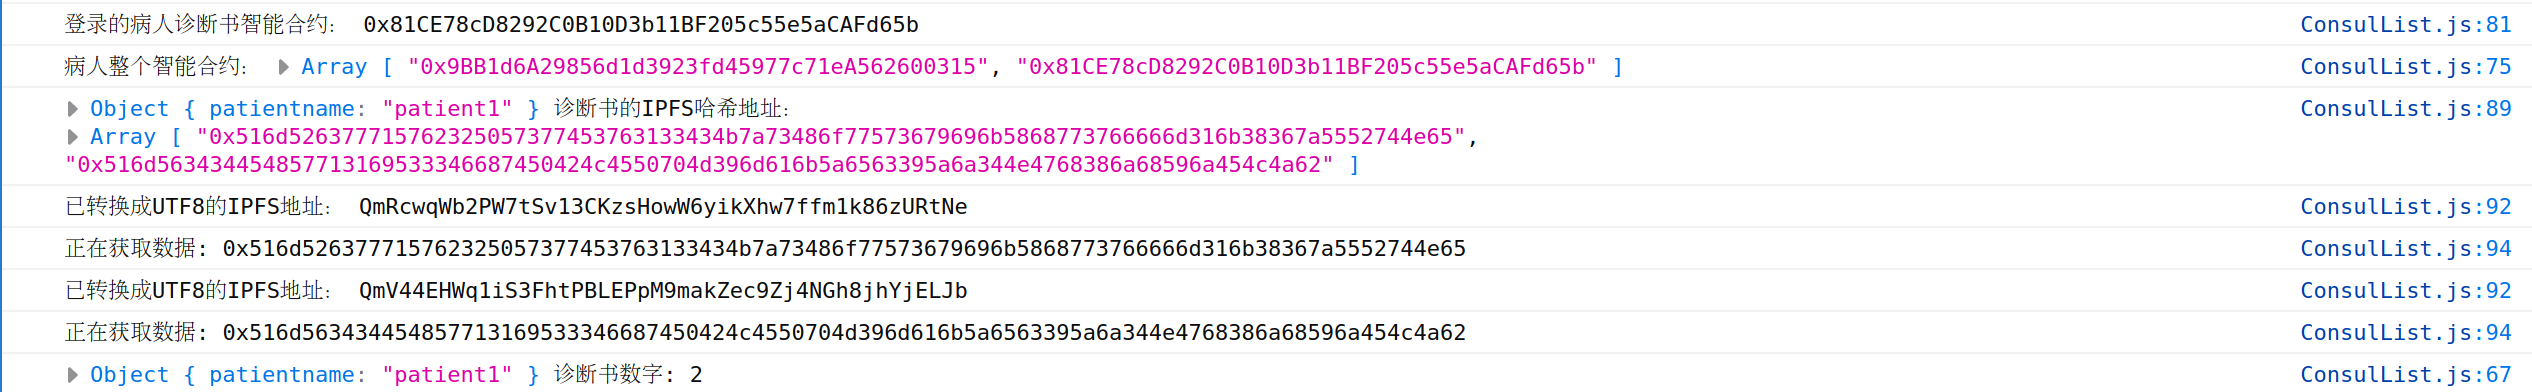 登录的病人诊断书智能合约： 0x81CE78cD8292C0B10D3b11BF205c55e5aCAFd65b ConsulList.js:81
病人整个智能合约： Array [ "0x9BB1d6A29856d1d3923fd45977c71eA562600315", "0x81CE78cD8292C0B10D3b11BF205c55e5aCAFd65b" ] ConsulList.js:75
Object { patientname: "patient1" } 诊断书的IPFS哈希地址： ConsulList.js:89
Array [ "0x516d5263777157623250573774537631334​34b7a73486f77573679696b5868773766666d316b38367a5552744e65",
"0x516d563434454857713169533346687450424c4550704d396d616b5a6563395a6a344e4768386a68596a454c4a62" ]
已转换成UTF8的IPFS地址： QmRcwqWb2PW7tSv13CKzsHowW6yikXhw7ffm1k86zURtNe ConsulList.js:92
正在获取数据: 0x516d526377715762325057377453763133434b7a73486f77573679696b5868773766666d316b38367a5552744e65 ConsulList.js:94
已转换成UTF8的IPFS地址： QmV44EHWq1iS3FhtPBLEPpM9makZec9Zj4NGh8jhYjELJb ConsulList.js:92
正在获取数据: 0x516d563434454857713169533346687450424c4550704d396d616b5a6563395a6a344e4768386a68596a454c4a62 ConsulList.js:94
Object { patientname: "patient1" } 诊断书数字: 2 ConsulList.js:67